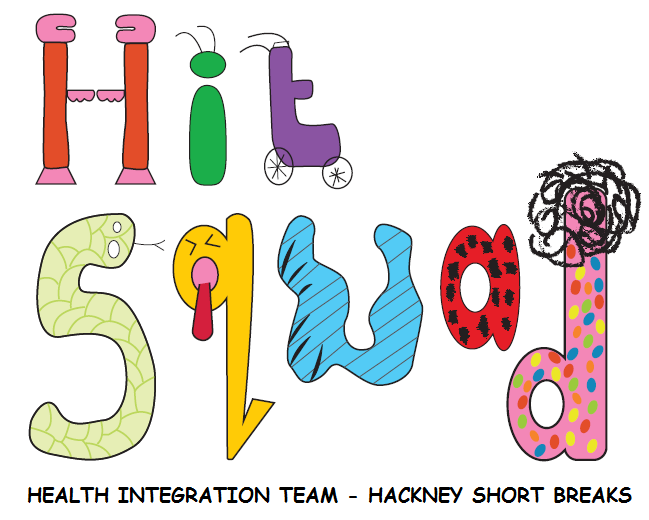 Hit
Squad
HEALTH INTEGRATION TEAM - HACKNEY SHORT BREAKS